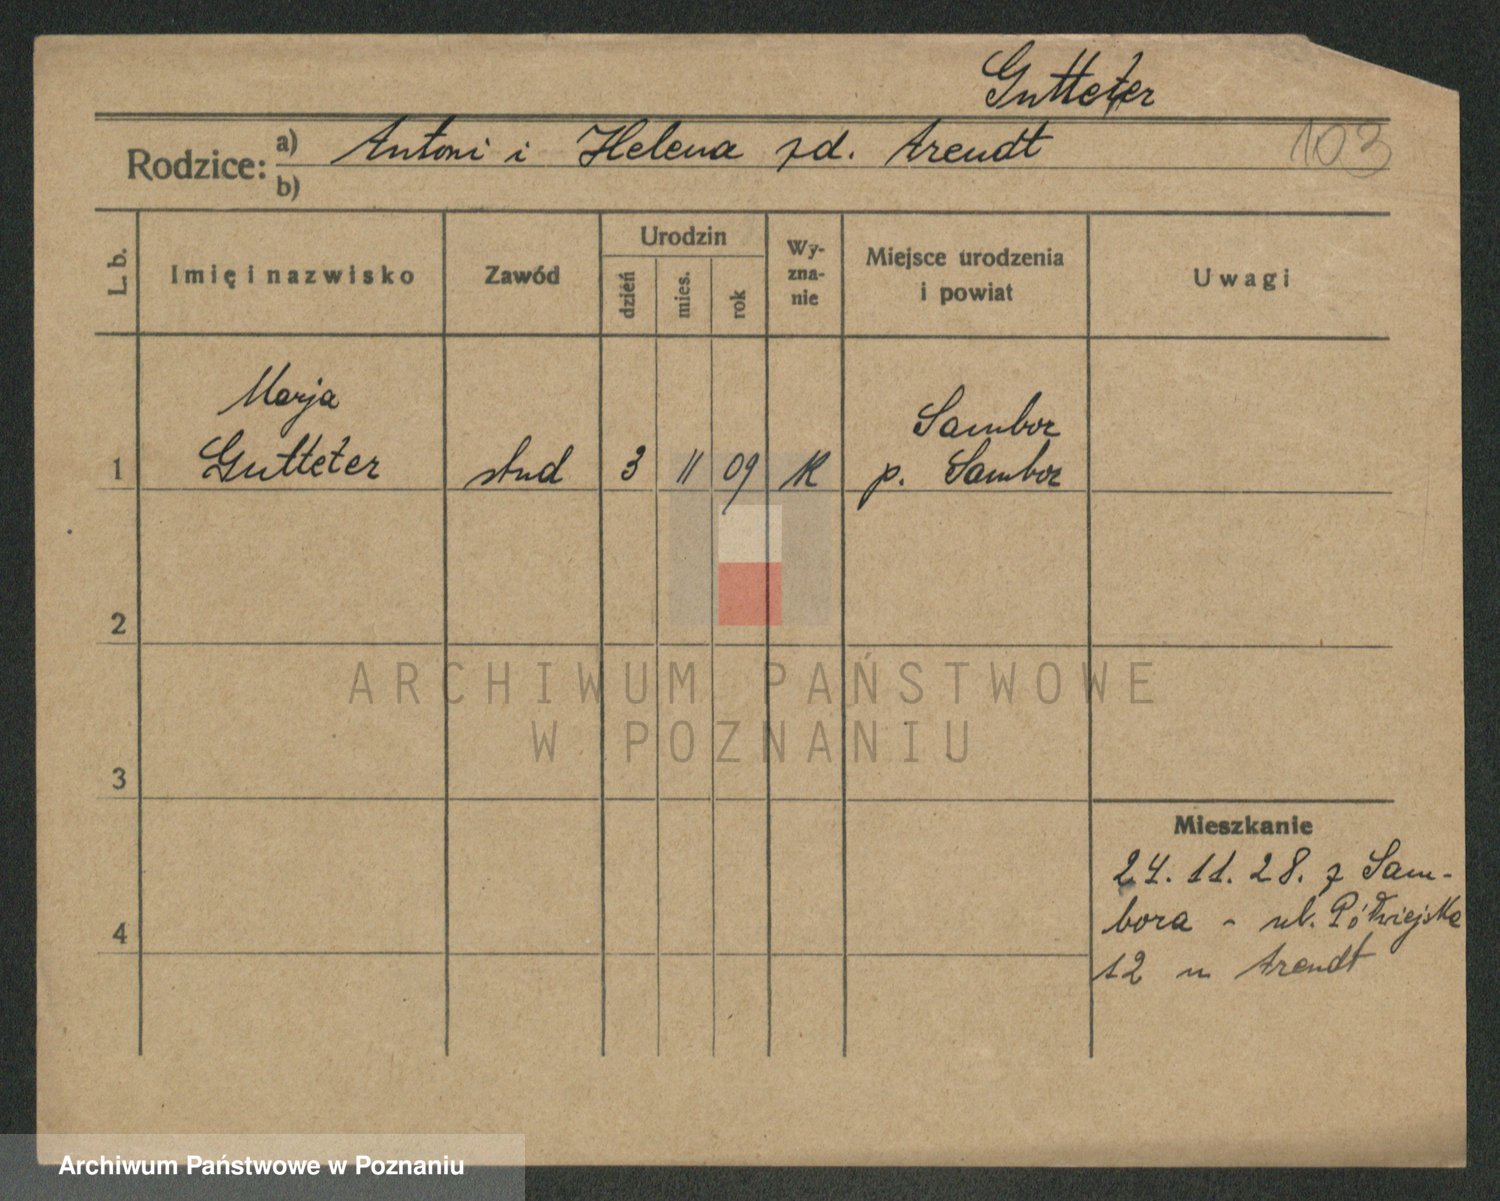 Gutteter
Rodzice: a) Antoni i Helena zd. Arendt 103
b)
L. b. Imię i nazwisko Zawód Urodzin dzień mies. rok Wy-zna-nie Miejsce urodzenia i powiat Uwagi
Marja Sambor
1 Gutteter stud 3 11 09 rk p. Sambor
2
ARCHIWUM PAŃSTWOWE
W POZNANIU
3
Mieszkanie
24.11.28. z Sam-
bora - ul. Półwiejska
4
12 u Arendt
Archiwum Państwowe w Poznaniu